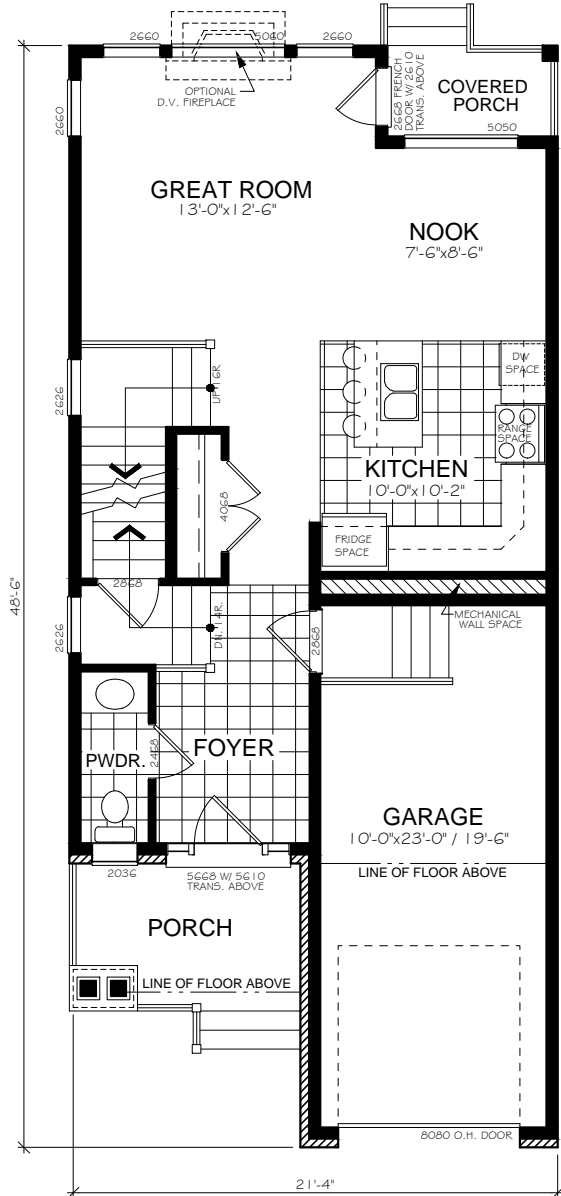 2660
5060
2660
OPTIONAL
D.V. FIREPLACE
2660
2668 FRENCH
DOOR W/ 2610
TRANS. ABOVE
COVERED
PORCH
5050
GREAT ROOM
13'-0"x12'-6"
NOOK
7'-6"x8'-6"
UP 16R
2626
DW
SPACE
RANGE
SPACE
KITCHEN
10'-0"x10'-2"
4068
FRIDGE
SPACE
48'-6"
2868
MECHANICAL
WALL SPACE
DN. 14R.
2626
2868
PWDR.
2468
FOYER
GARAGE
10'-0"x23'-0" / 19'-6"
LINE OF FLOOR ABOVE
2036
5668 W/ 5610
TRANS. ABOVE
PORCH
LINE OF FLOOR ABOVE
8080 O.H. DOOR
21'-4"